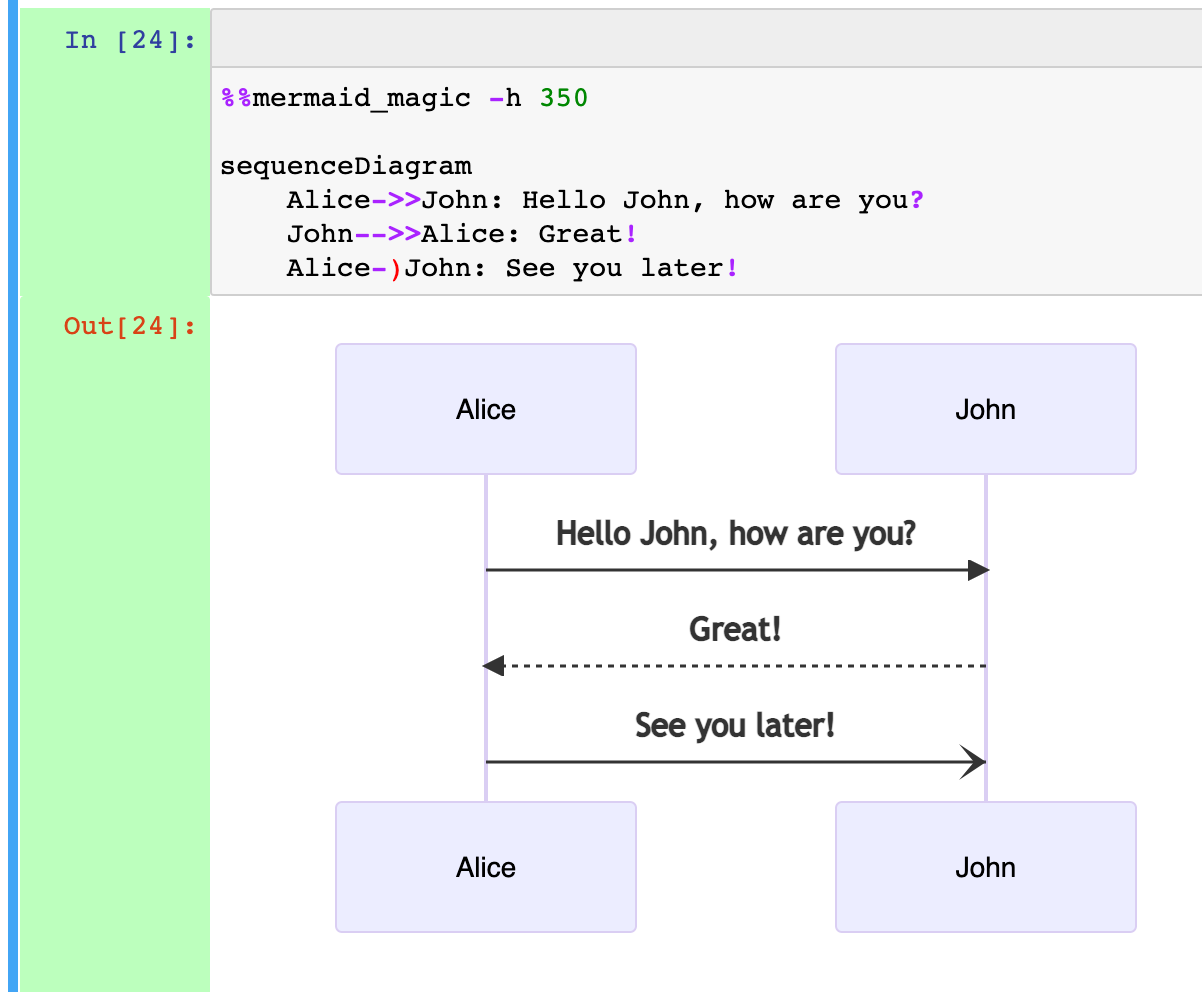 In [24]:
%%mermaid_magic -h 350
sequenceDiagram
    Alice->>John: Hello John, how are you?
    John-->>Alice: Great!
    Alice-)John: See you later!
Out[24]:
Alice John
Hello John, how are you?
Great!
See you later!
Alice John